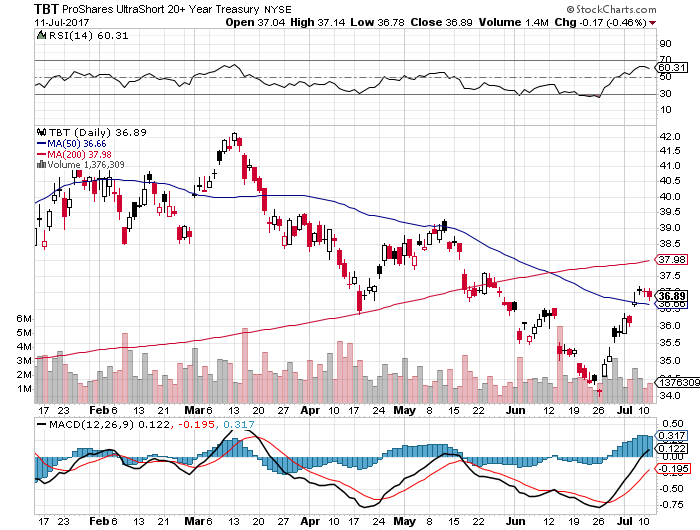 TBT ProShares UltraShort 20+ Year Treasury NYSE © StockCharts.com
11-Jul-2017 Open 37.04 High 37.14 Low 36.78 Close 36.89 Volume 1.4M Chg -0.17 (-0.46%)
RSI(14) 60.31
90
70
60.31
50
30
10
TBT (Daily) 36.89
MA(50) 36.66
MA(200) 37.98
Volume 1,376,309
42.0
41.5
41.0
40.5
40.0
39.5
39.0
38.5
37.98
37.5
36.89
36.66
36.5
6M
36.0
5M
35.5
4M
3M
35.0
2M
34.5
1M
1376309
34.0
17 23 Feb 6 13 21 Mar 6 13 20 27 Apr 10 17 24 May 8 15 22 Jun 5 12 19 26 Jul 10
MACD(12,26,9) 0.122, -0.195, 0.317
0.50
0.317
0.122
0.00
-0.195
-0.50
-0.75
17 23 Feb 6 13 21 Mar 6 13 20 27 Apr 10 17 24 May 8 15 22 Jun 5 12 19 26 Jul 10